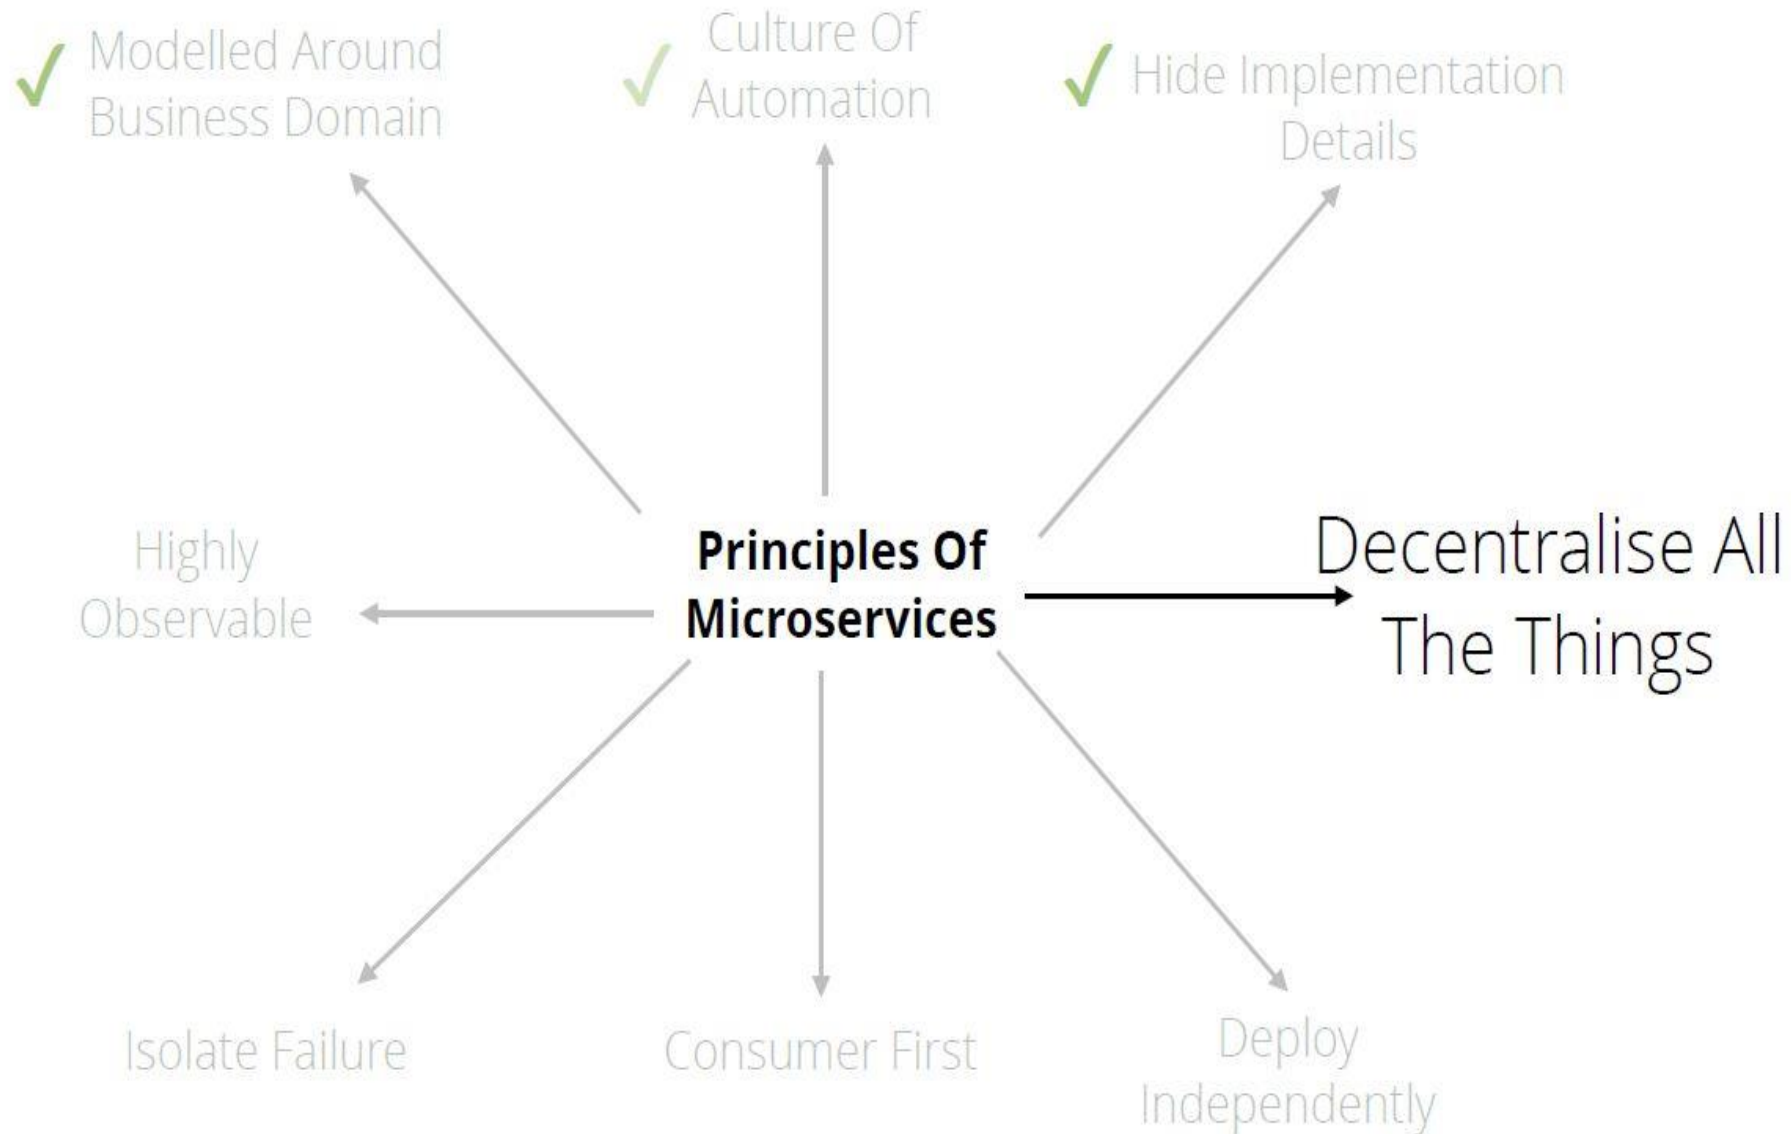 Modelled Around
Business Domain
Culture Of
Automation
Hide Implementation
Details
Highly
Observable
Principles Of
Microservices
Decentralise All
The Things
Isolate Failure
Consumer First
Deploy
Independently